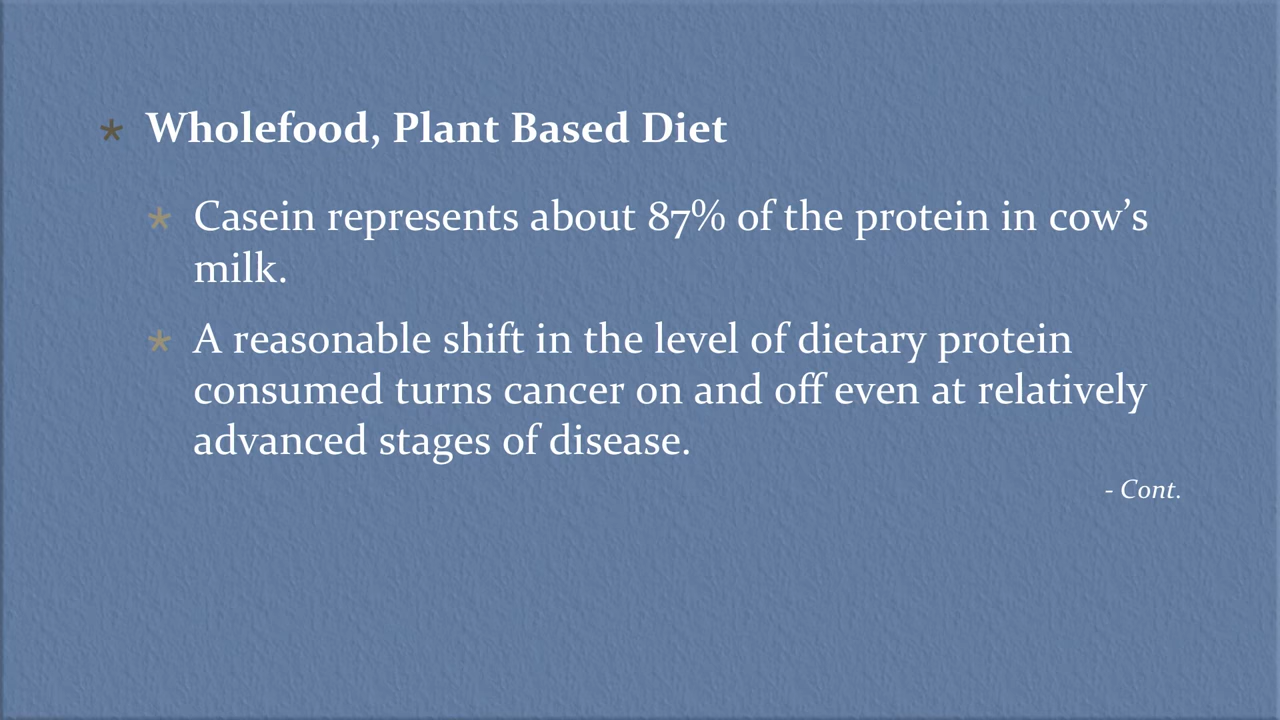 * Wholefood, Plant Based Diet
* Casein represents about 87% of the protein in cow’s
milk.
* A reasonable shift in the level of dietary protein
consumed turns cancer on and off even at relatively
advanced stages of disease.
- Cont.